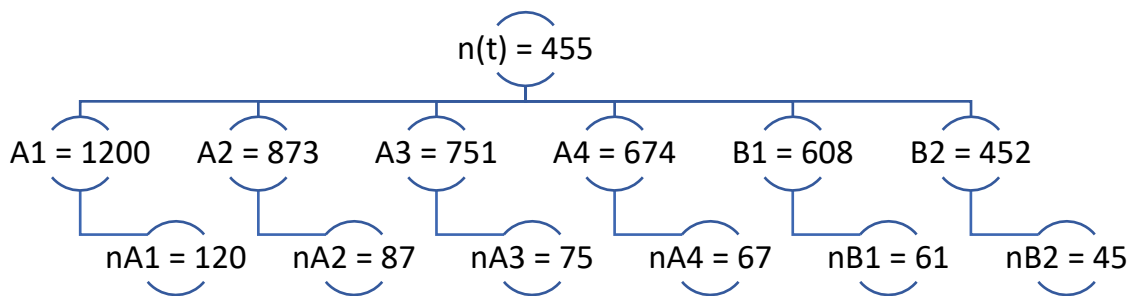 n(t) = 455
A1 = 1200 A2 = 873 A3 = 751 A4 = 674 B1 = 608 B2 = 452
nA1 = 120 nA2 = 87 nA3 = 75 nA4 = 67 nB1 = 61 nB2 = 45